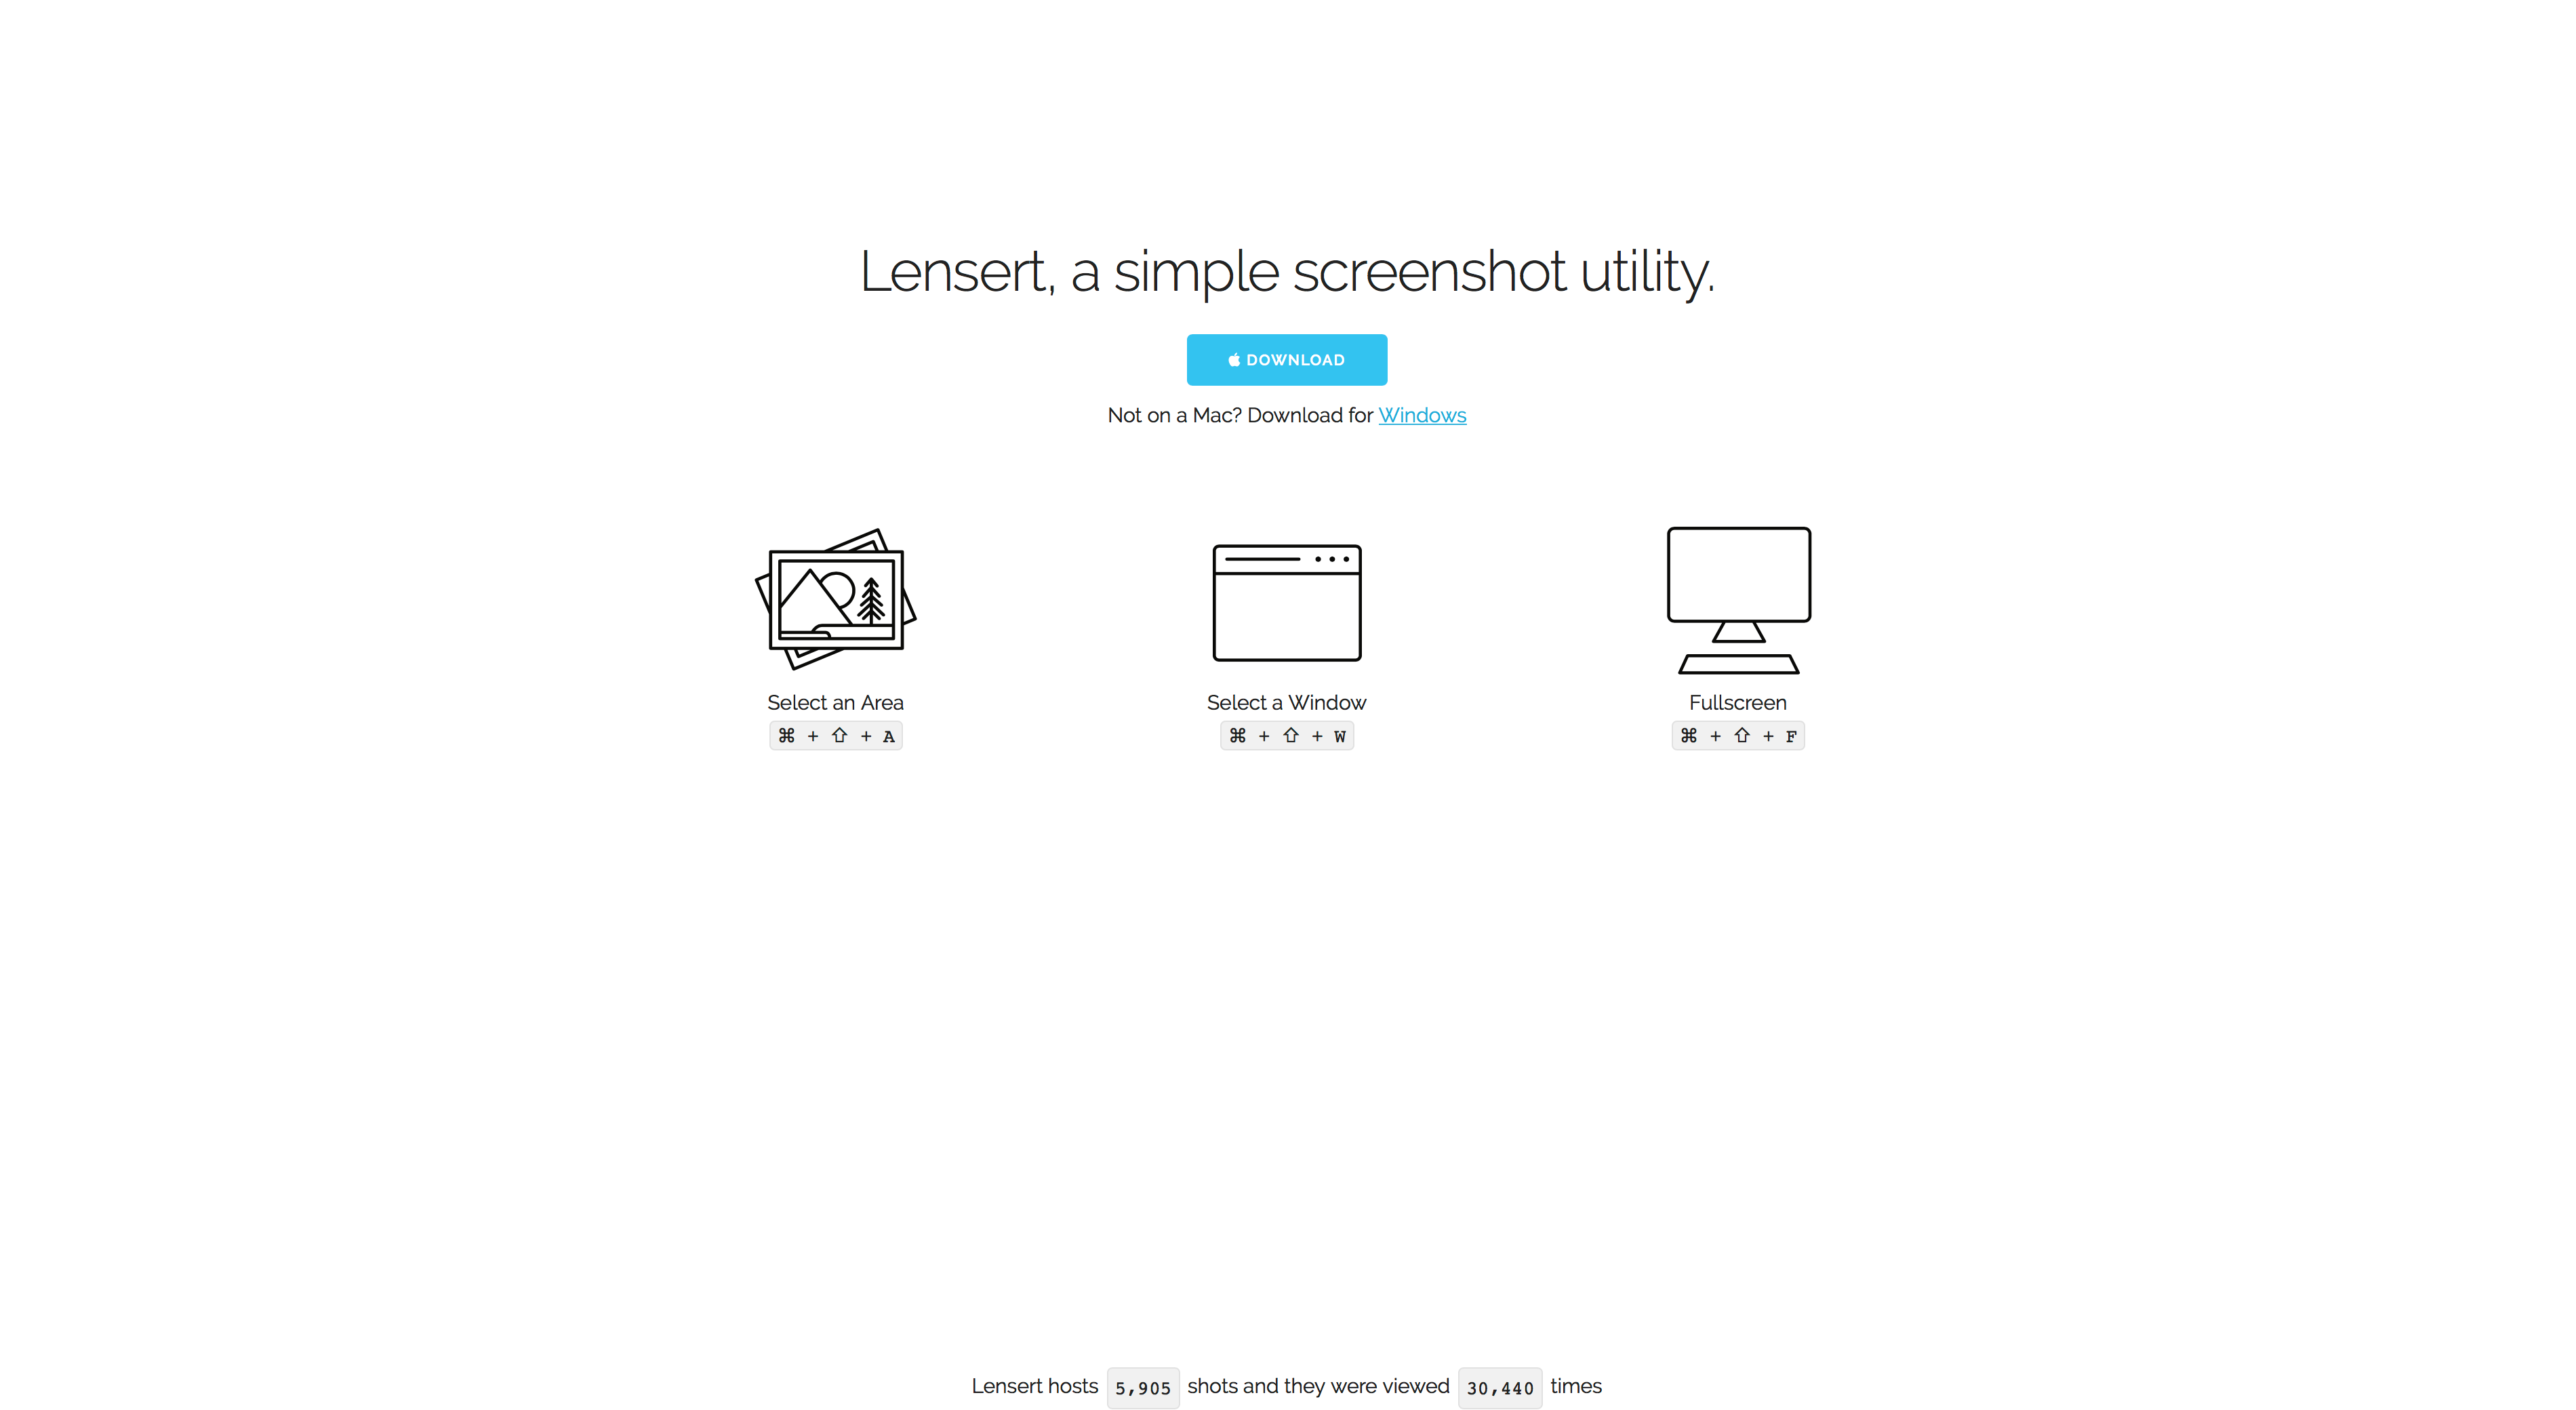 Lensert, a simple screenshot utility.
DOWNLOAD
Not on a Mac? Download for Windows
Select an Area
⌘ + ⇧ + A
Select a Window
⌘ + ⇧ + W
Fullscreen
⌘ + ⇧ + F
Lensert hosts 5,905 shots and they were viewed 30,440 times